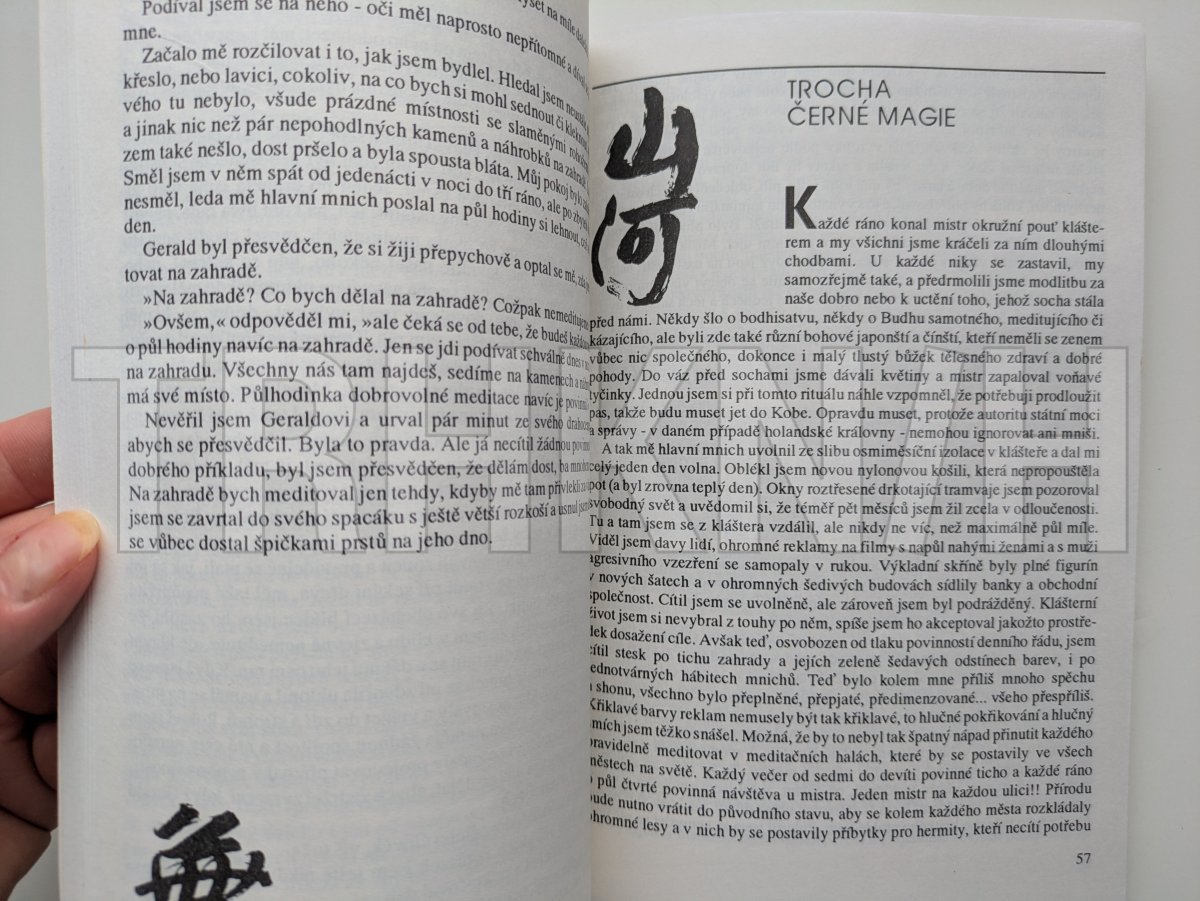 Podíval jsem se na něho - oči měl naprosto nepřítomné a
mne.
Začalo mě rozčilovat i to, jak jsem bydlel. Hledal jsem
křeslo, nebo lavici, cokoliv, na co bych si mohl sednout či
vého tu nebylo, všude prázdné místnosti se slaměnými
a jinak nic než pár nepohodlných kamenů a náhrobků na zahradě
zem také nešlo, dost pršelo a byla spousta bláta. Můj pokoj
Směl jsem v něm spát od jedenácti v noci do tří ráno, ale po
nesměl, leda mě hlavní mnich poslal na půl hodiny si lehnout,
den.
Gerald byl přesvědčen, že si žiji přepychově a optal se mě,
tovat na zahradě.
»Na zahradě? Co bych dělal na zahradě? Cožpak
»Ovšem,« odpověděl mi, »ale čeká se od tebe, že budeš
o půl hodiny navíc na zahradě. Jen se jdi podívat schválně dnes
na zahradu. Všechny nás tam najdeš, sedíme na kamenech a
má své místo. Půlhodinka dobrovolné meditace navíc je
Nevěřil jsem Geraldovi a urval pár minut ze svého
abych se přesvědčil. Byla to pravda. Ale já necítil žádnou
dobrého příkladu, byl jsem přesvědčen, že dělám dost, ba
Na zahradě bych meditoval jen tehdy, kdyby mě tam přivlekli
jsem se zavrtal do svého spacáku s ještě větší rozkoší a usnul
se vůbec dostal špičkami prstů na jeho dno.
山河
TROCHA
ČERNÉ MAGIE
Každé ráno konal mistr okružní pouť klášte-
rem a my všichni jsme kráčeli za ním dlouhými
chodbami. U každé niky se zastavil, my
samozřejmě také, a předrmolili jsme modlitbu za
naše dobro nebo k uctění toho, jehož socha stála
před námi. Někdy šlo o bodhisatvu, někdy o Budhu samotného, meditujícího či
kázajícího, ale byli zde také různí bohové japonští a čínští, kteří neměli se zenem
vůbec nic společného, dokonce i malý tlustý bůžek tělesného zdraví a dobré
pohody. Do váz před sochami jsme dávali květiny a mistr zapaloval voňavé
tyčinky. Jednou jsem si při tomto rituálu náhle vzpomněl, že potřebuji prodloužit
pas, takže budu muset jet do Kobe. Opravdu muset, protože autoritu státní moci
a správy - v daném případě holandské královny - nemohou ignorovat ani mniši.
A tak mě hlavní mnich uvolnil ze slibu osmiměsíční izolace v klášteře a dal mi
celý jeden den volna. Oblékl jsem novou nylonovou košili, která nepropouštěla
pot (a byl zrovna teplý den). Okny roztřesené drkotající tramvaje jsem pozoroval
svobodný svět a uvědomil si, že téměř pět měsíců jsem žil zcela v odloučenosti.
Tu a tam jsem se z kláštera vzdálil, ale nikdy ne víc, než maximálně půl míle.
Viděl jsem davy lidí, ohromné reklamy na filmy s napůl nahými ženami a s muži
agresivního vzezření se samopaly v rukou. Výkladní skříně byly plné figurín
v nových šatech a v ohromných šedivých budovách sídlily banky a obchodní
společnost. Cítil jsem se uvolněně, ale zároveň jsem byl podrážděný. Klášterní
život jsem si nevybral z touhy po něm, spíše jsem ho akceptoval jakožto prostře-
dek dosažení cíle. Avšak teď, osvobozen od tlaku povinností denního řádu, jsem
cítil stesk po tichu zahrady a jejích zeleně šedavých odstínech barev, i po
jednotvárných hábitech mnichů. Teď bylo kolem mne příliš mnoho spěchu
a shonu, všechno bylo přeplněné, přepjaté, předimenzované... všeho přespříliš.
Křiklavé barvy reklam nemusely být tak křiklavé, to hlučné pokřikování a hlučný
smích jsem těžko snášel. Možná, že by to nebyl tak špatný nápad přinutit každého
pravidelně meditovat v meditačních halách, které by se postavily ve všech
městech na světě. Každý večer od sedmi do devíti povinné ticho a každé ráno
o půl čtvrté povinná návštěva u mistra. Jeden mistr na každou ulici!! Přírodu
bude nutno vrátit do původního stavu, aby se kolem každého města rozkládaly
ohromné lesy a v nich by se postavily příbytky pro hermity, kteří necítí potřebu
57